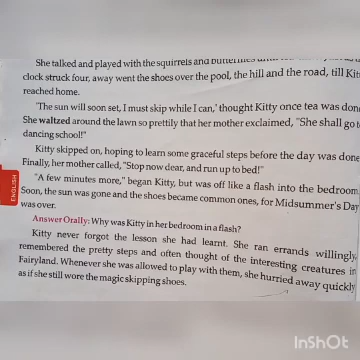 She talked and played with the squirrels and butterflies
clock struck four, away went the shoes over the pool, the hill and the road, till Kitt
reached home.
'The sun will soon set, I must skip while I can,' thought Kitty once tea was don
She waltzed around the lawn so prettily that her mother exclaimed, "She shall go t
dancing school!"
Kitty skipped on, hoping to learn some graceful steps before the day was done
Finally, her mother called, "Stop now dear, and run up to bed!"
"A few minutes more," began Kitty, but was off like a flash into the bedroom.
Soon, the sun was gone and the shoes became common ones, for Midsummer's Day
was over.
Answer Orally: Why was Kitty in her bedroom in a flash?
Kitty never forgot the lesson she had learnt. She ran errands willingly,
remembered the pretty steps and often thought of the interesting creatures in
Fairyland. Whenever she was allowed to play with them, she hurried away quickly
as if she still wore the magic skipping shoes.
ENGLISH
InShOt